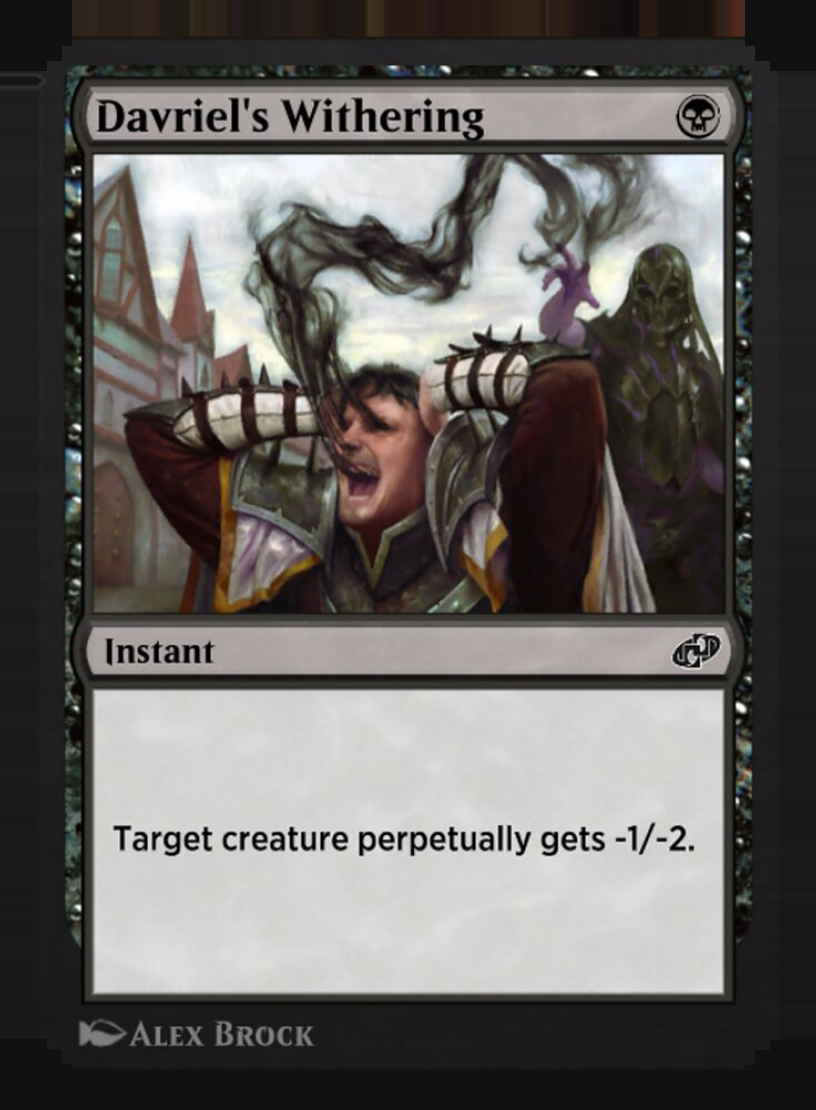 Davriel's Withering
Instant
Target creature perpetually gets -1/-2.
Alex Brock